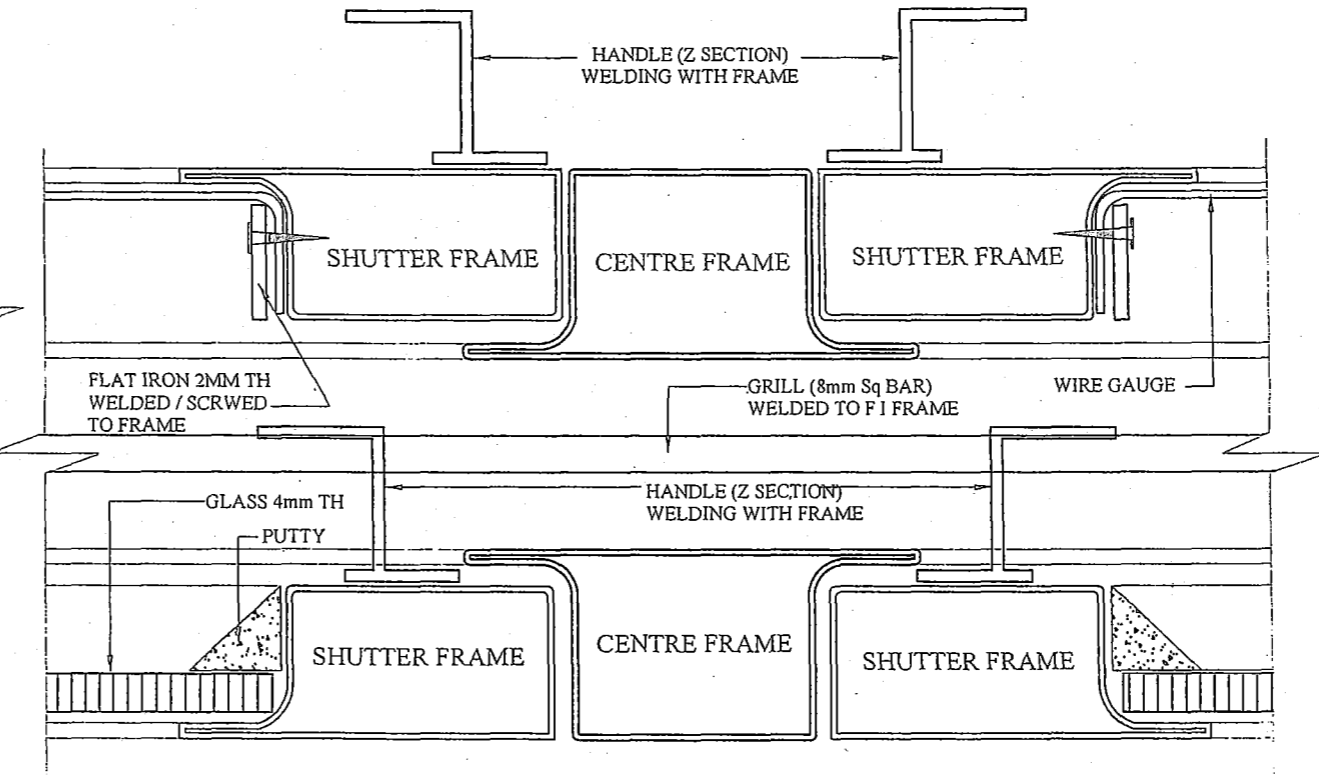 HANDLE (Z SECTION)
WELDING WITH FRAME
SHUTTER FRAME
CENTRE FRAME
SHUTTER FRAME
FLAT IRON 2MM TH
WELDED / SCRWED
TO FRAME
GRILL (8mm Sq BAR)
WELDED TO F I FRAME
WIRE GAUGE
GLASS 4mm TH
PUTTY
HANDLE (Z SECTION)
WELDING WITH FRAME
SHUTTER FRAME
CENTRE FRAME
SHUTTER FRAME